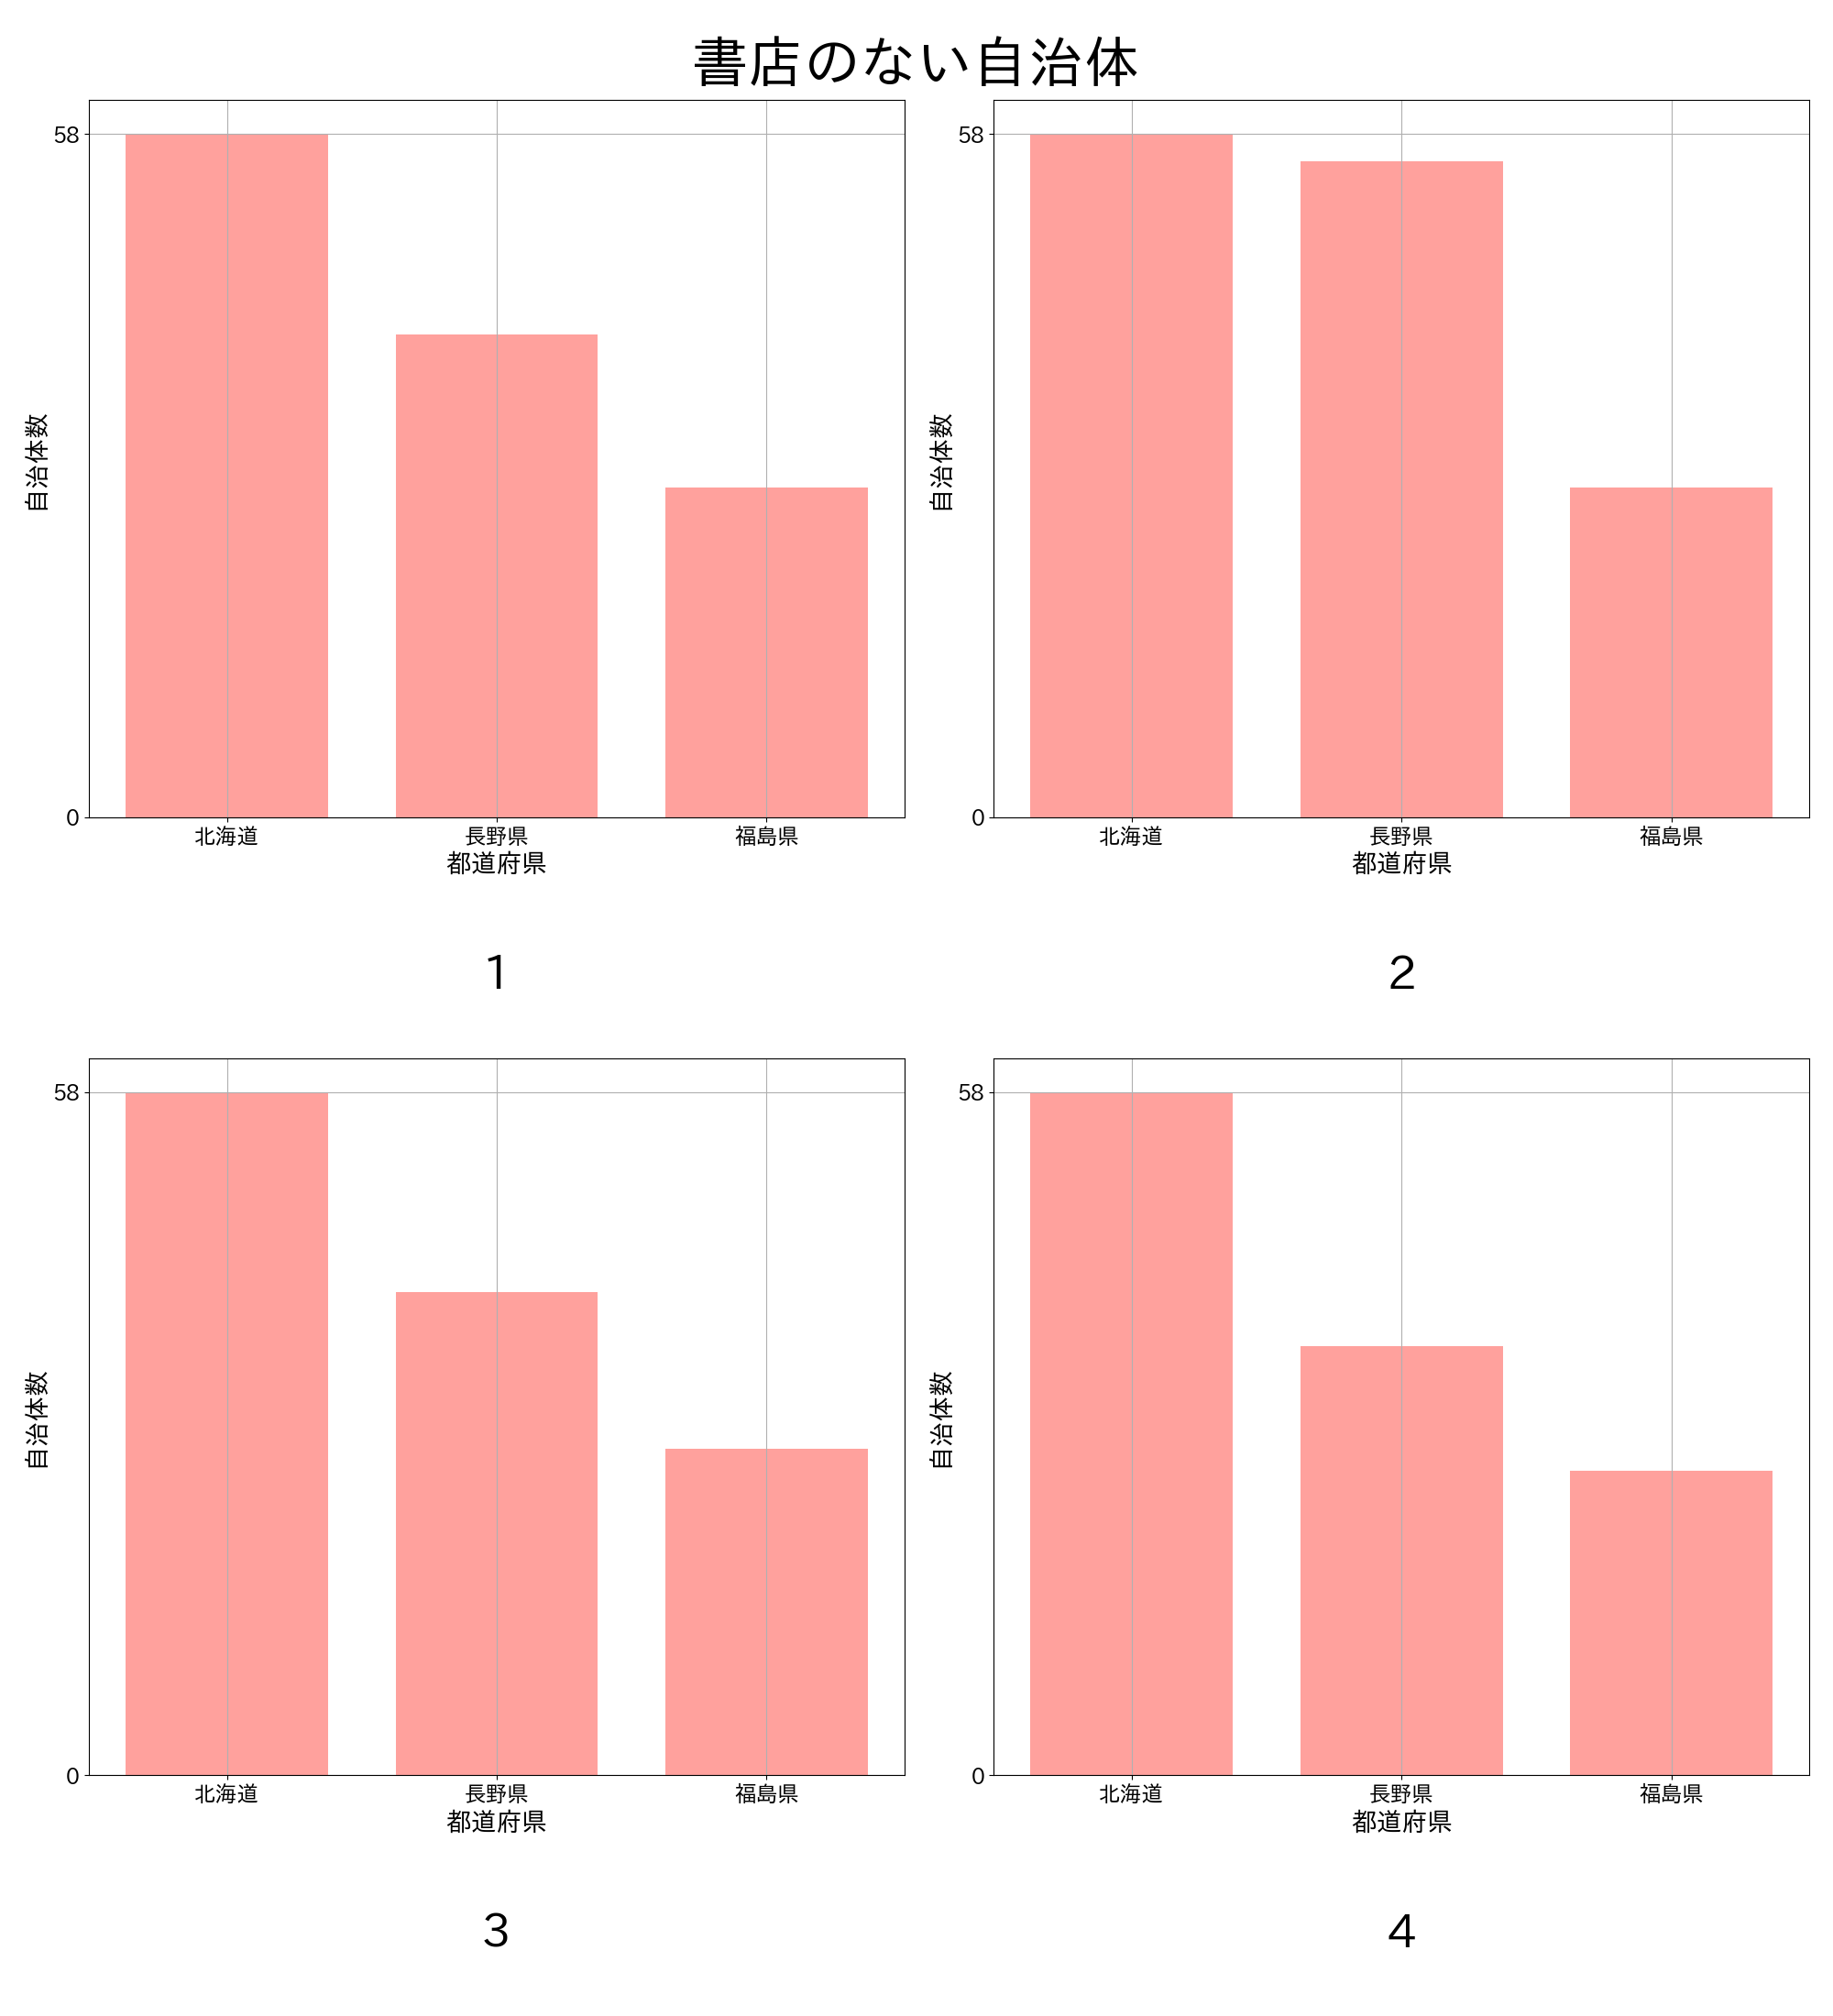 書店のない自治体
58
0
自治体数
北海道 長野県 福島県
都道府県
1
58
0
自治体数
北海道 長野県 福島県
都道府県
2
58
0
自治体数
北海道 長野県 福島県
都道府県
3
58
0
自治体数
北海道 長野県 福島県
都道府県
4